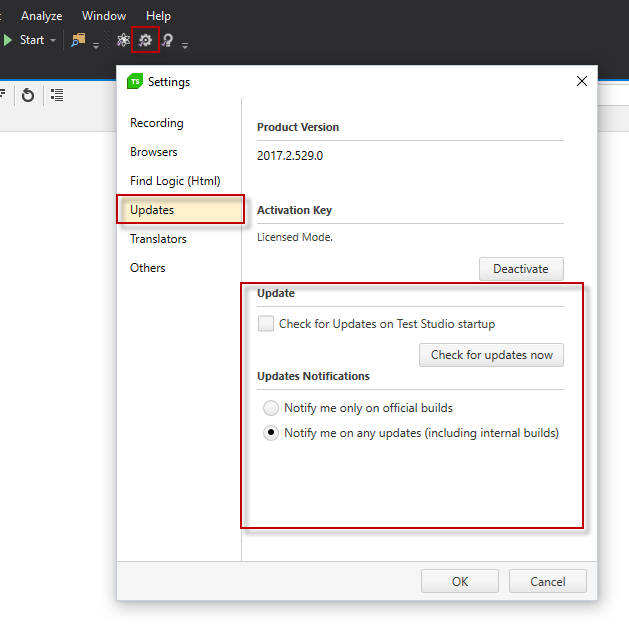 Analyze Window Help
Start
TS Settings
Recording
Browsers
Find Logic (Html)
Updates
Translators
Others
Product Version
2017.2.529.0
Activation Key
Licensed Mode.
Deactivate
Update
Check for Updates on Test Studio startup
Check for updates now
Updates Notifications
Notify me only on official builds
Notify me on any updates (including internal builds)
OK Cancel